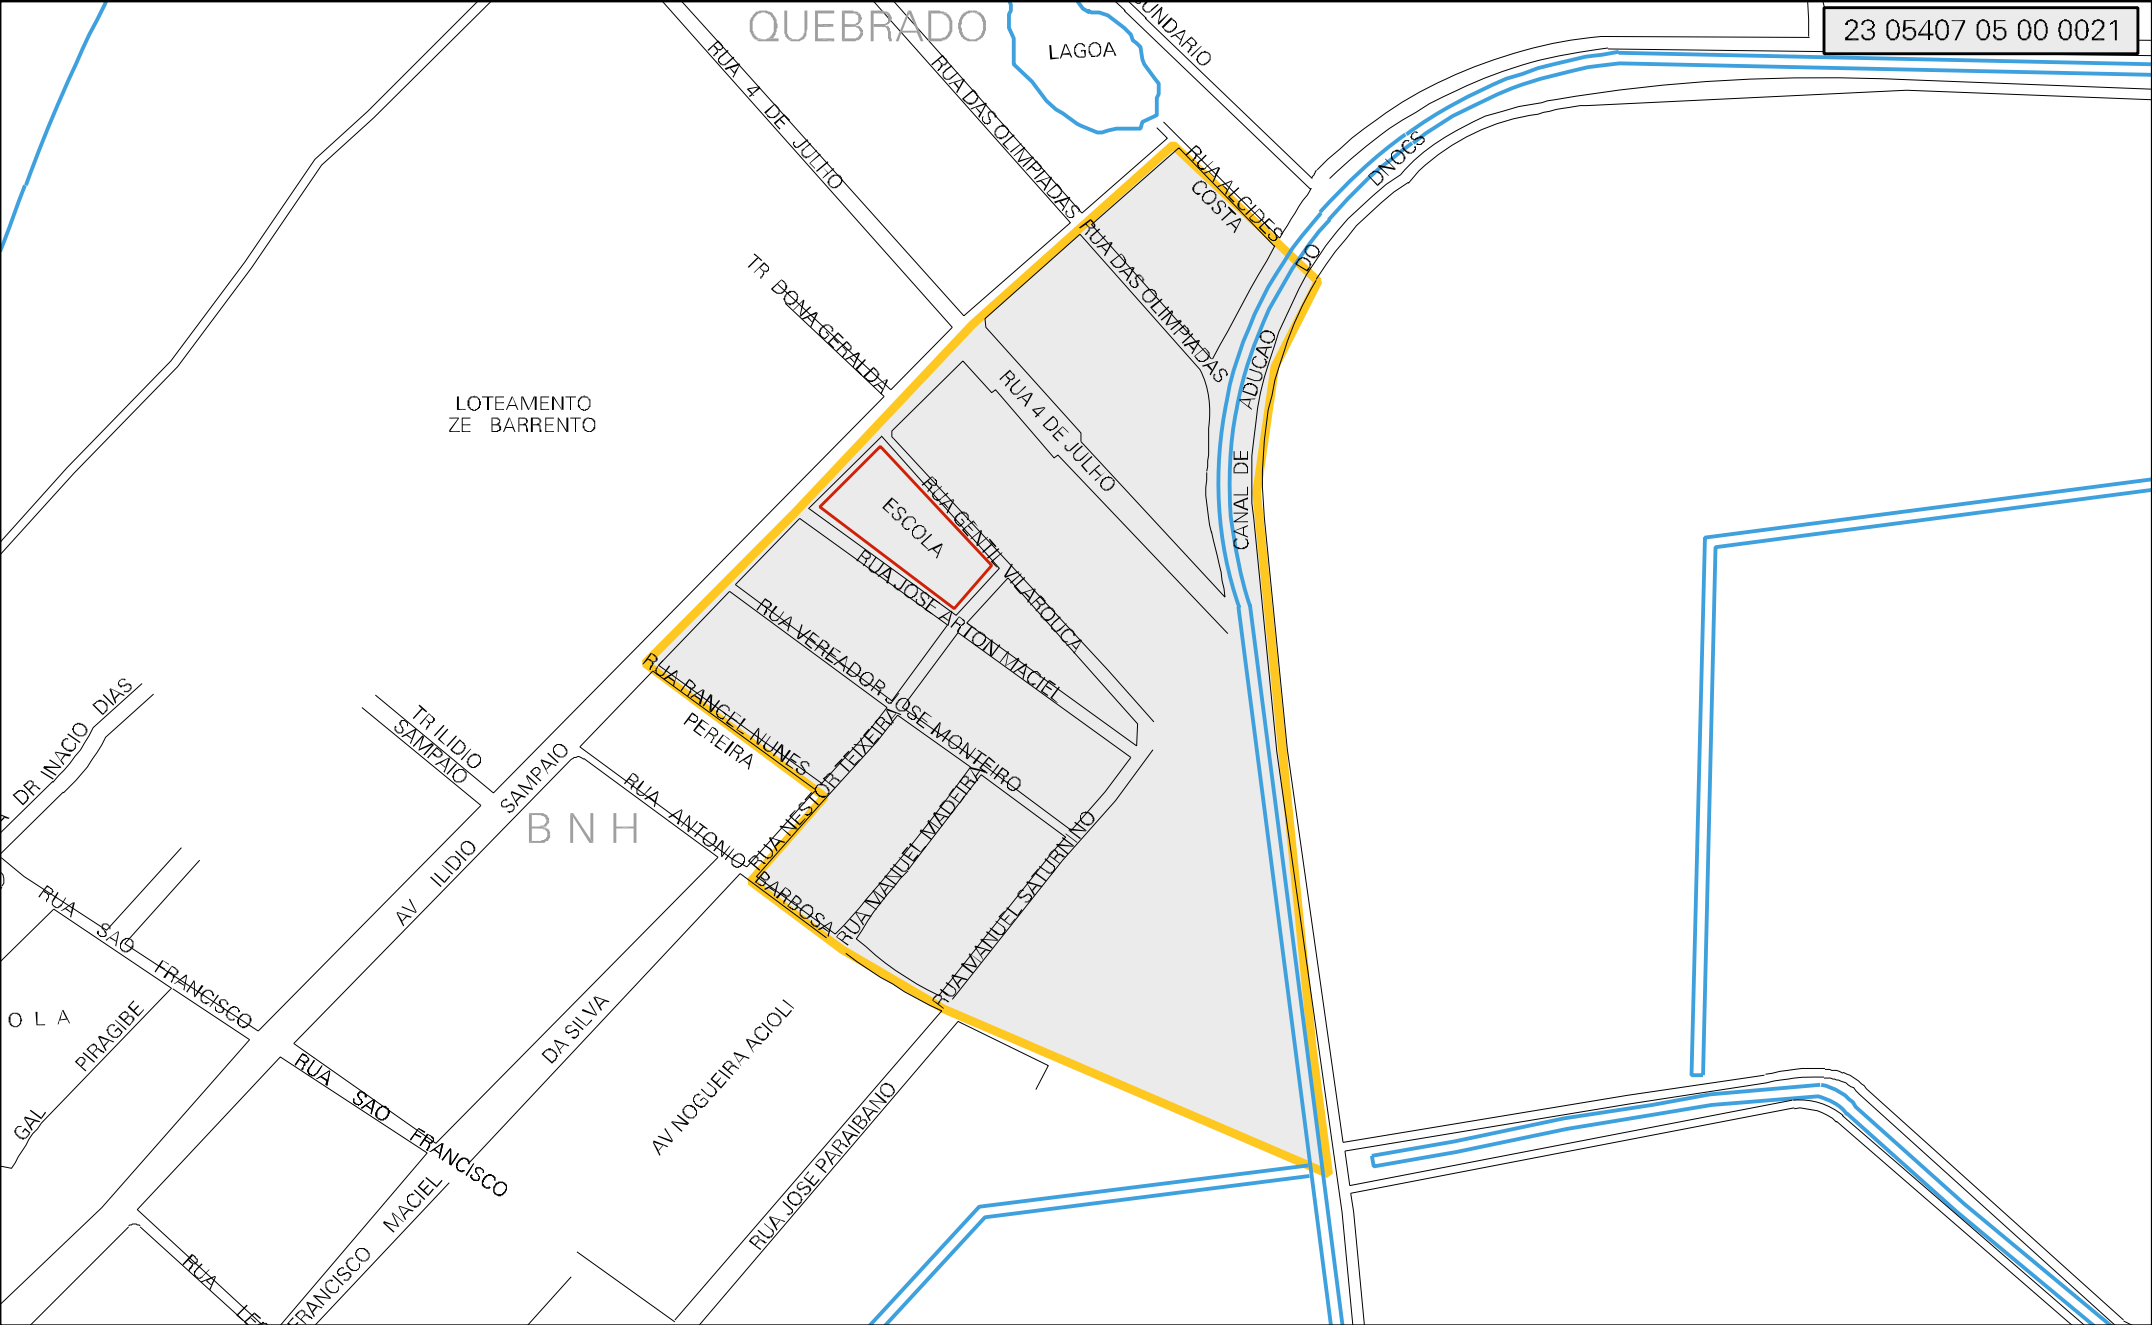 QUEBRADO
23 05407 05 00 0021
LAGOA
RUA 4 DE JULHO
RUA DAS OLIMPIADAS
RUA ALCIDES
COSTA
CANAL DE ADUCAO DO DNOCS
RUA DAS OLIMPIADAS
TR DONA GERALDA
RUA 4 DE JULHO
LOTEAMENTO
ZE BARRENTO
ESCOLA
RUA GENTIL VILAROUCA
RUA JOSE ARTON MACIEL
RUA VEREADOR JOSE MONTEIRO
RUA RANGEL NUNES
PEREIRA
RUA NESTOR TEIXEIRA
RUA MANUEL MADEIRA
RUA MANUEL SATURNINO
RUA ANTONIO BARBOSA
TR ILIDIO
SAMPAIO
AV ILIDIO SAMPAIO
B N H
DR INACIO DIAS
RUA SAO FRANCISCO
O L A
GAL PIRAGIBE
RUA SAO FRANCISCO
FRANCISCO MACIEL DA SILVA
AV NOGUEIRA ACIOLI
RUA JOSE PARAIBANO
RUA